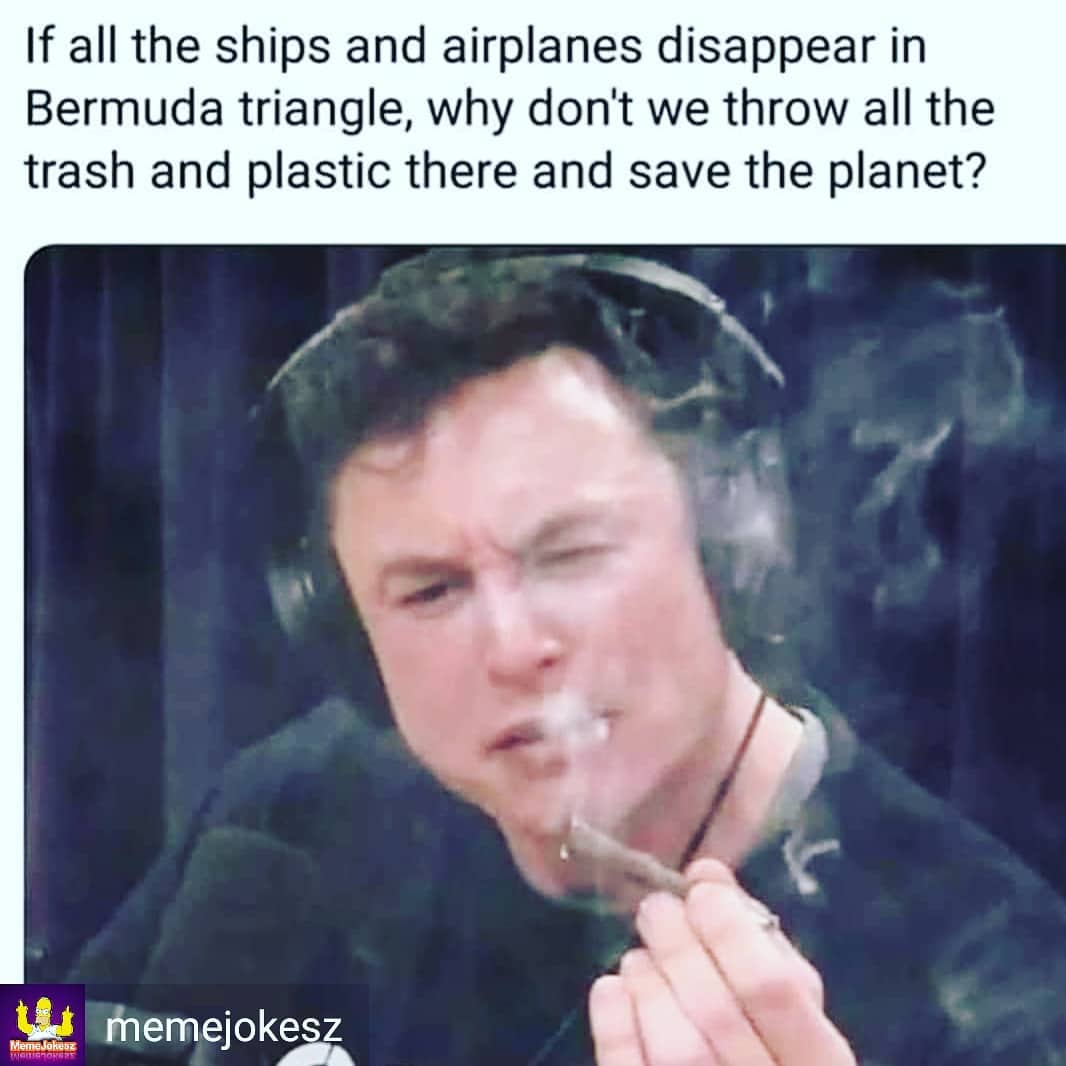 If all the ships and airplanes disappear in
Bermuda triangle, why don't we throw all the
trash and plastic there and save the planet?
MemeJokesz
memejokesz